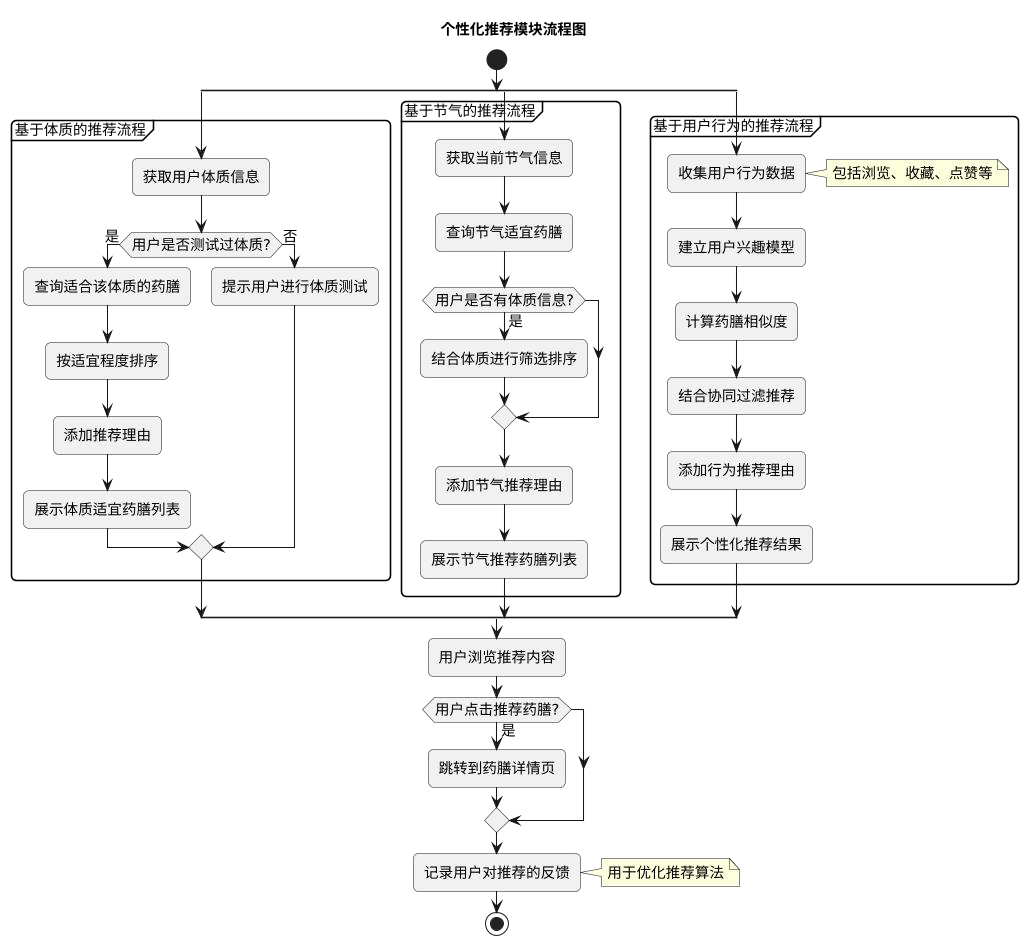 个性化推荐模块流程图
基于体质的推荐流程
获取用户体质信息
用户是否测试过体质?
是
否
查询适合该体质的药膳
提示用户进行体质测试
按适宜程度排序
添加推荐理由
展示体质适宜药膳列表
基于节气的推荐流程
获取当前节气信息
查询节气适宜药膳
用户是否有体质信息?
是
结合体质进行筛选排序
添加节气推荐理由
展示节气推荐药膳列表
基于用户行为的推荐流程
收集用户行为数据
包括浏览、收藏、点赞等
建立用户兴趣模型
计算药膳相似度
结合协同过滤推荐
添加行为推荐理由
展示个性化推荐结果
用户浏览推荐内容
用户点击推荐药膳?
是
跳转到药膳详情页
记录用户对推荐的反馈
用于优化推荐算法